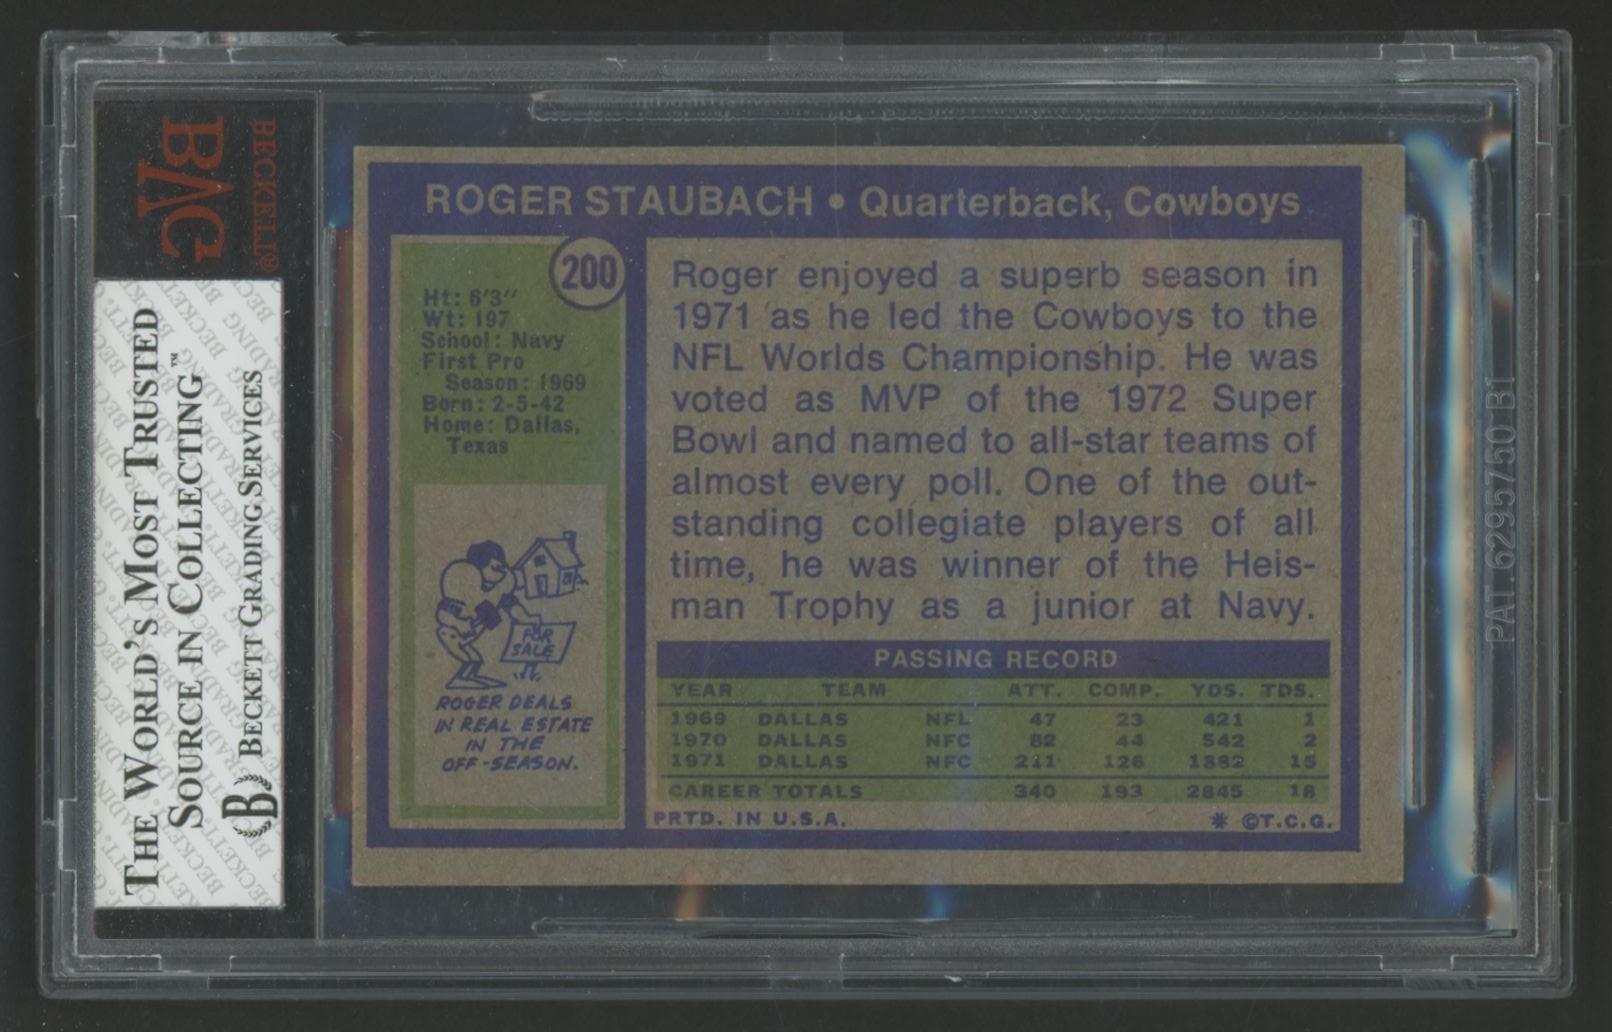 BECKETT®
BVG
THE WORLD'S MOST TRUSTED
SOURCE IN COLLECTING™
B BECKETT GRADING SERVICES
ROGER STAUBACH • Quarterback, Cowboys
200
Ht: 6'3''
Wt: 197
School: Navy
First Pro
Season: 1969
Born: 2-5-42
Home: Dallas,
Texas
FOR
SALE
ROGER DEALS
IN REAL ESTATE
IN THE
OFF-SEASON.
Roger enjoyed a superb season in
1971 as he led the Cowboys to the
NFL Worlds Championship. He was
voted as MVP of the 1972 Super
Bowl and named to all-star teams of
almost every poll. One of the out-
standing collegiate players of all
time, he was winner of the Heis-
man Trophy as a junior at Navy.
PASSING RECORD
YEAR TEAM ATT. COMP. YDS. TDS.
1969 DALLAS NFL 47 23 421 1
1970 DALLAS NFC 82 44 542 2
1971 DALLAS NFC 211 126 1882 15
CAREER TOTALS 340 193 2845 18
PRTD. IN U.S.A. * ©T.C.G.
PAT.6295750 B1